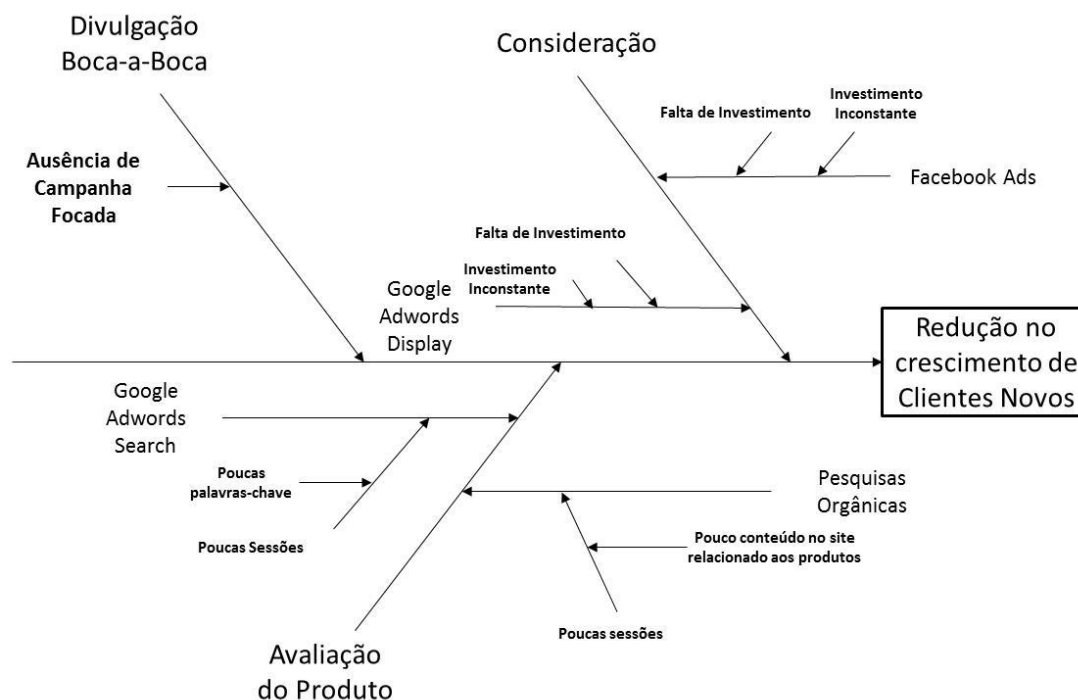 Divulgação
Boca-a-Boca
Consideração
Ausência de
Campanha
Focada
Falta de Investimento
Investimento
Inconstante
Facebook Ads
Falta de Investimento
Investimento
Inconstante
Google
Adwords
Display
Redução no
crescimento de
Clientes Novos
Google
Adwords
Search
Poucas
palavras-chave
Poucas Sessões
Pesquisas
Orgânicas
Pouco conteúdo no site
relacionado aos produtos
Poucas sessões
Avaliação
do Produto